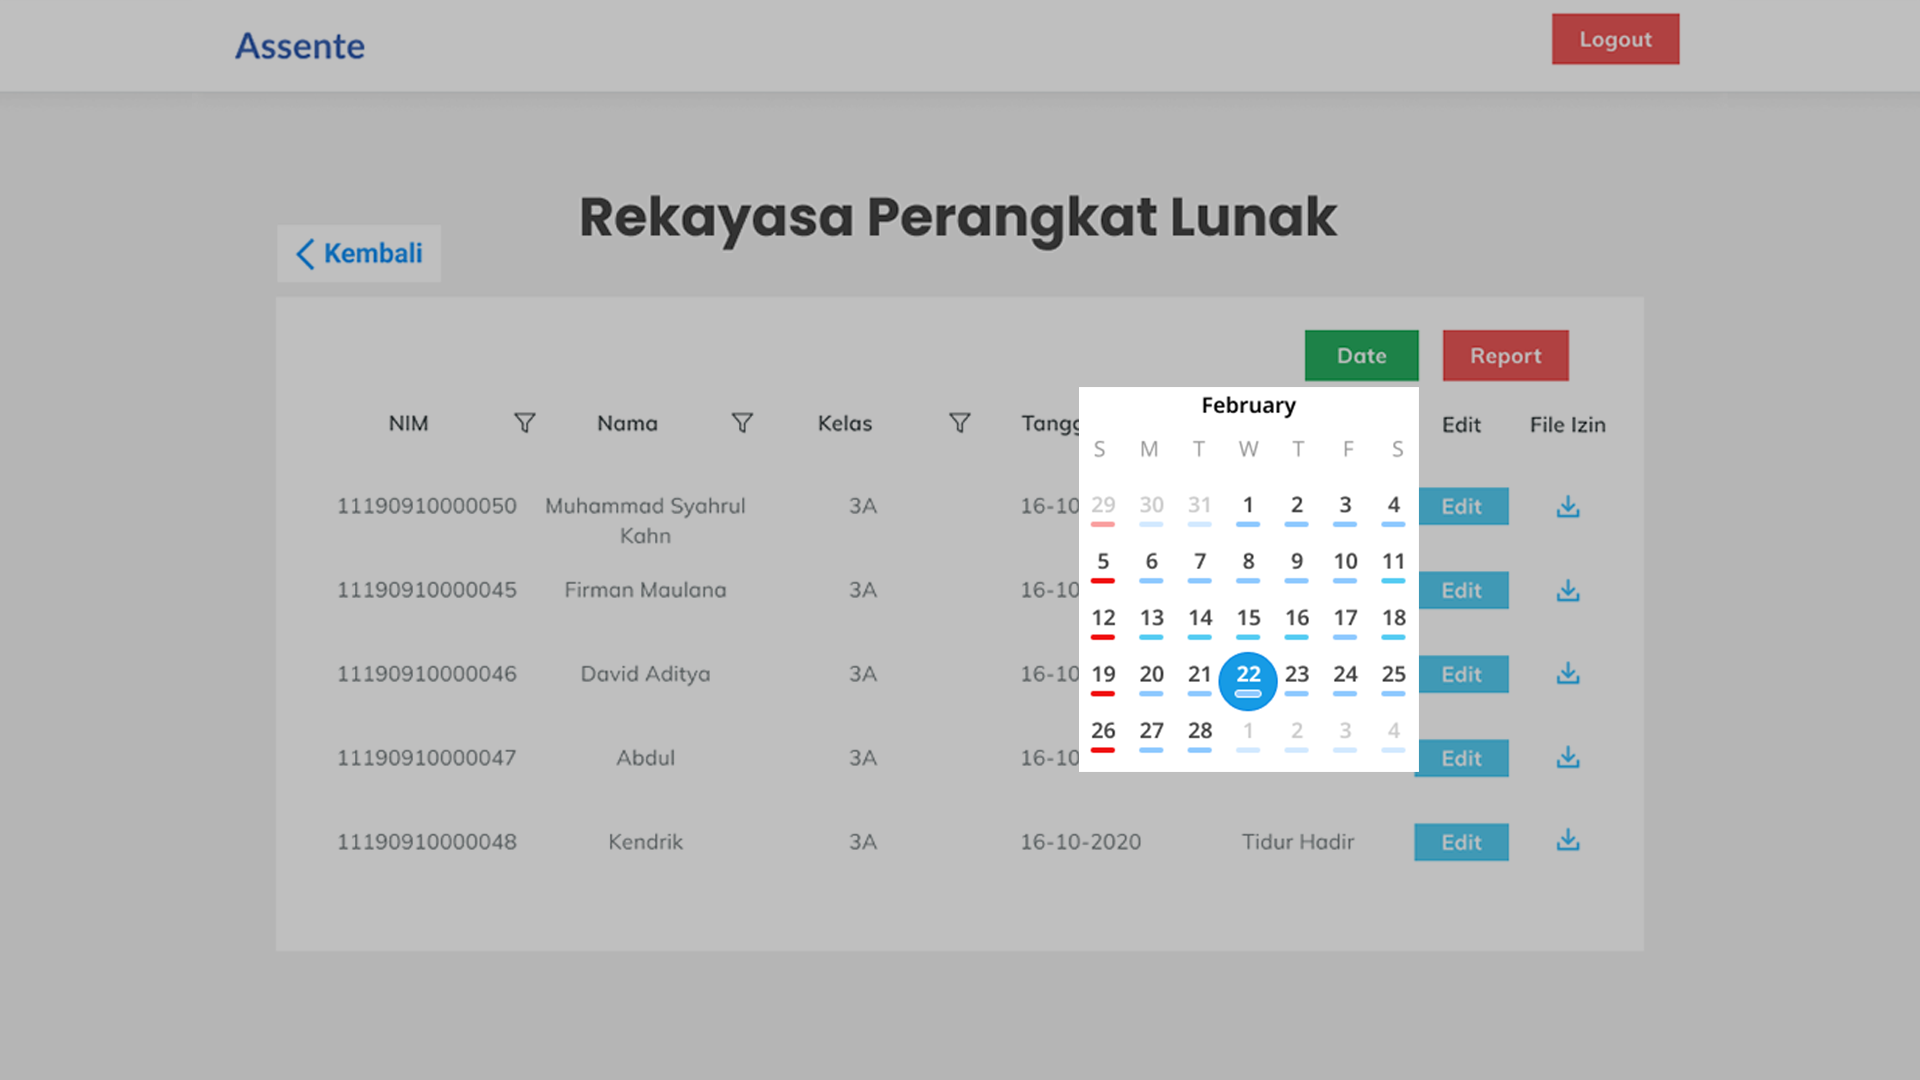 Assente
Logout
Rekayasa Perangkat Lunak
Kembali
Date
Report
NIM
Nama
Kelas
Tangg
Edit
File Izin
11190910000050
Muhammad Syahrul
Kahn
3A
16-10
Edit
11190910000045
Firman Maulana
3A
16-10
Edit
11190910000046
David Aditya
3A
16-10
Edit
11190910000047
Abdul
3A
16-10
Edit
11190910000048
Kendrik
3A
16-10-2020
Tidur Hadir
Edit
February
S M T W T F S
29 30 31 1 2 3 4
5 6 7 8 9 10 11
12 13 14 15 16 17 18
19 20 21 22 23 24 25
26 27 28 1 2 3 4